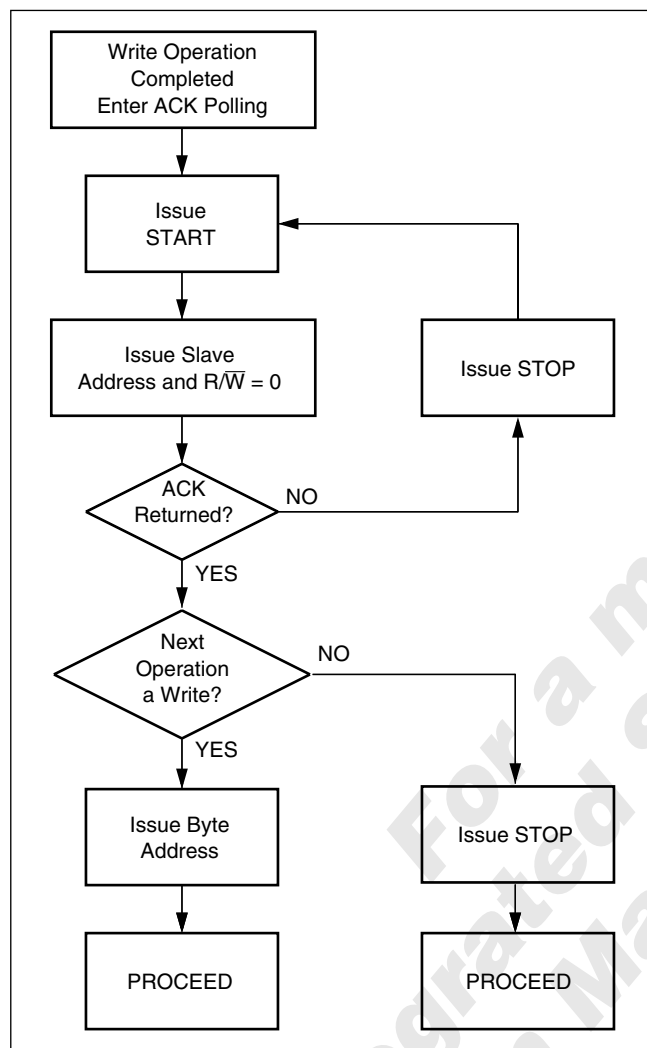 Write Operation
Completed
Enter ACK Polling
Issue
START
Issue Slave
Address and R/W̅ = 0
Issue STOP
ACK
Returned?
NO
YES
Next
Operation
a Write?
NO
YES
Issue Byte
Address
Issue STOP
PROCEED
PROCEED
For a m